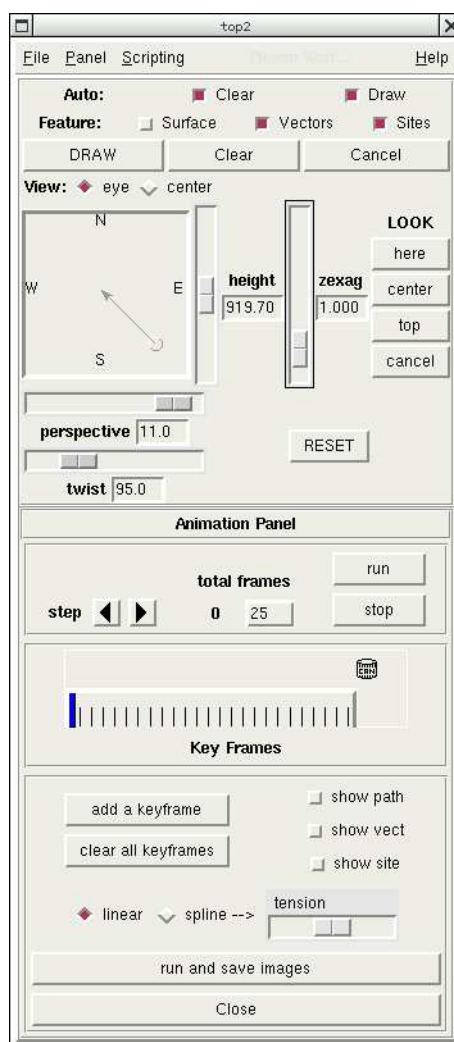 top2
File Panel Scripting Help
Auto: Clear Draw
Feature: Surface Vectors Sites
DRAW Clear Cancel
View: eye center
N
W E
S
height
919.70
zexag
1.000
LOOK
here
center
top
cancel
perspective 11.0
twist 95.0
RESET
Animation Panel
total frames
step 0 25
run
stop
CAN
Key Frames
add a keyframe
clear all keyframes
show path
show vect
show site
linear spline -->
tension
run and save images
Close